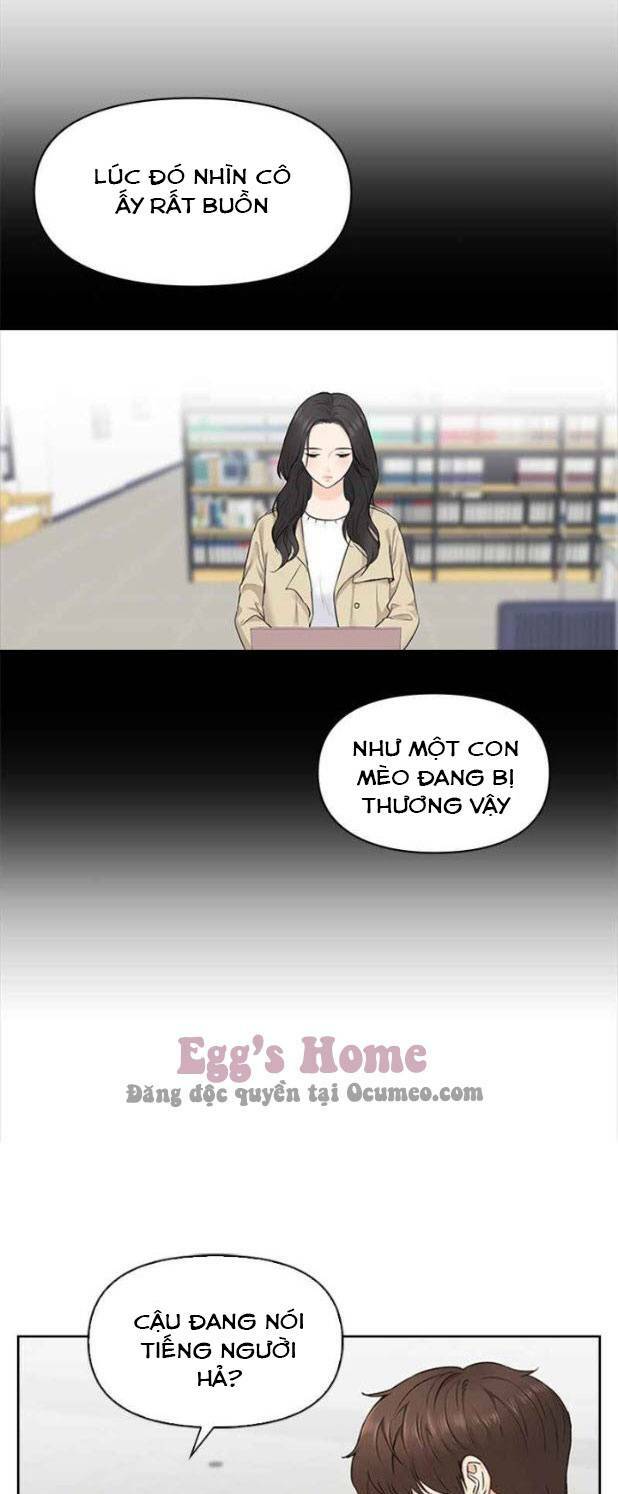 LÚC ĐÓ NHÌN CÔ
ẤY RẤT BUỒN
NHƯ MỘT CON
MÈO ĐANG BỊ
THƯƠNG VẬY
Egg's Home
Đăng độc quyền tại Ocumeo.com
CẬU ĐANG NÓI
TIẾNG NGƯỜI
HẢ?